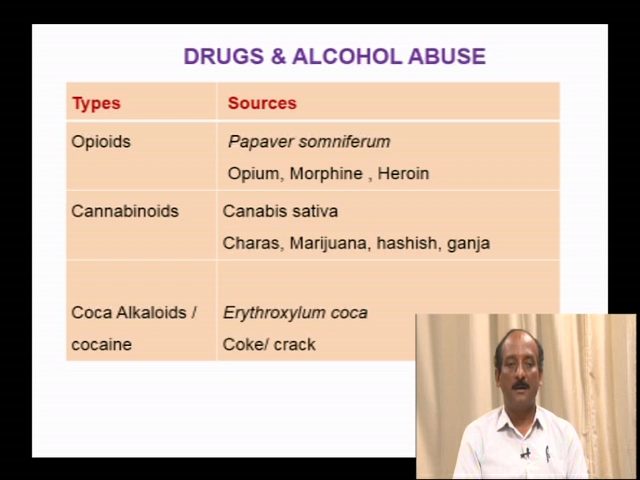 DRUGS & ALCOHOL ABUSE
Types Sources
Opioids Papaver somniferum
Opium, Morphine , Heroin
Cannabinoids Canabis sativa
Charas, Marijuana, hashish, ganja
Coca Alkaloids / Erythroxylum coca
cocaine Coke/ crack